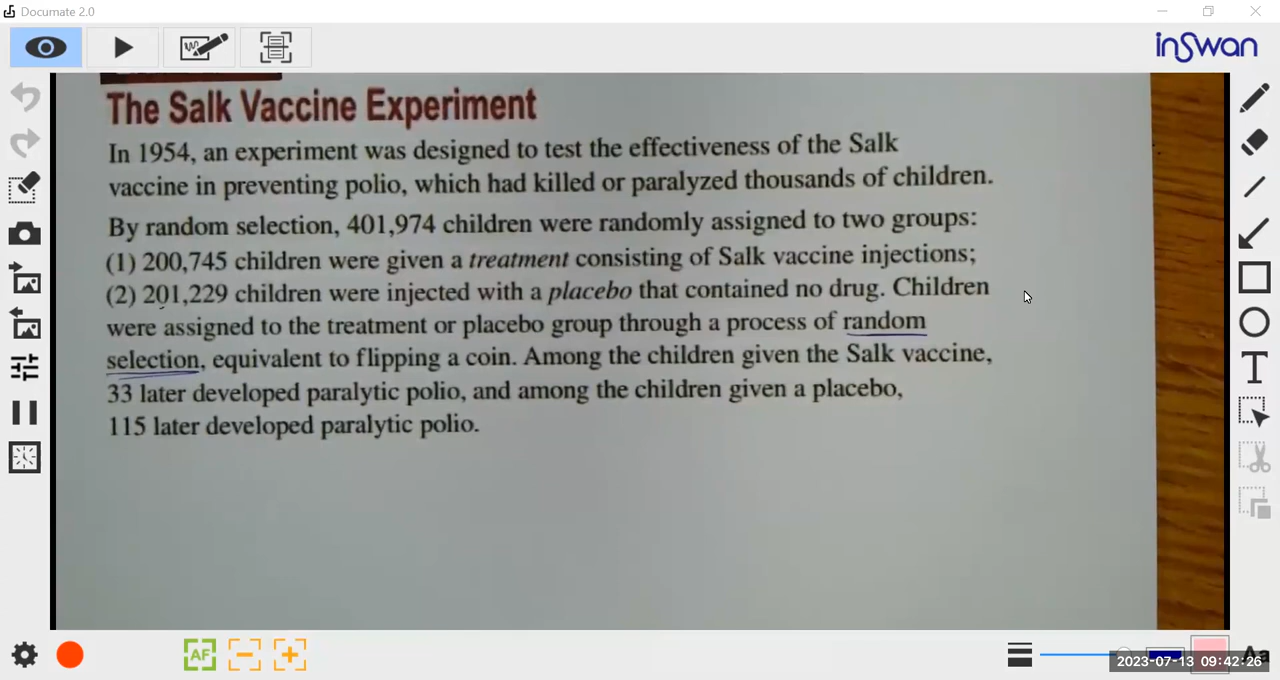 Documate 2.0
inSwan
The Salk Vaccine Experiment
In 1954, an experiment was designed to test the effectiveness of the Salk
vaccine in preventing polio, which had killed or paralyzed thousands of children.
By random selection, 401,974 children were randomly assigned to two groups:
(1) 200,745 children were given a treatment consisting of Salk vaccine injections;
(2) 201,229 children were injected with a placebo that contained no drug. Children
were assigned to the treatment or placebo group through a process of random
selection, equivalent to flipping a coin. Among the children given the Salk vaccine,
33 later developed paralytic polio, and among the children given a placebo,
115 later developed paralytic polio.
T
AF
Aa
2023-07-13 09:42:26